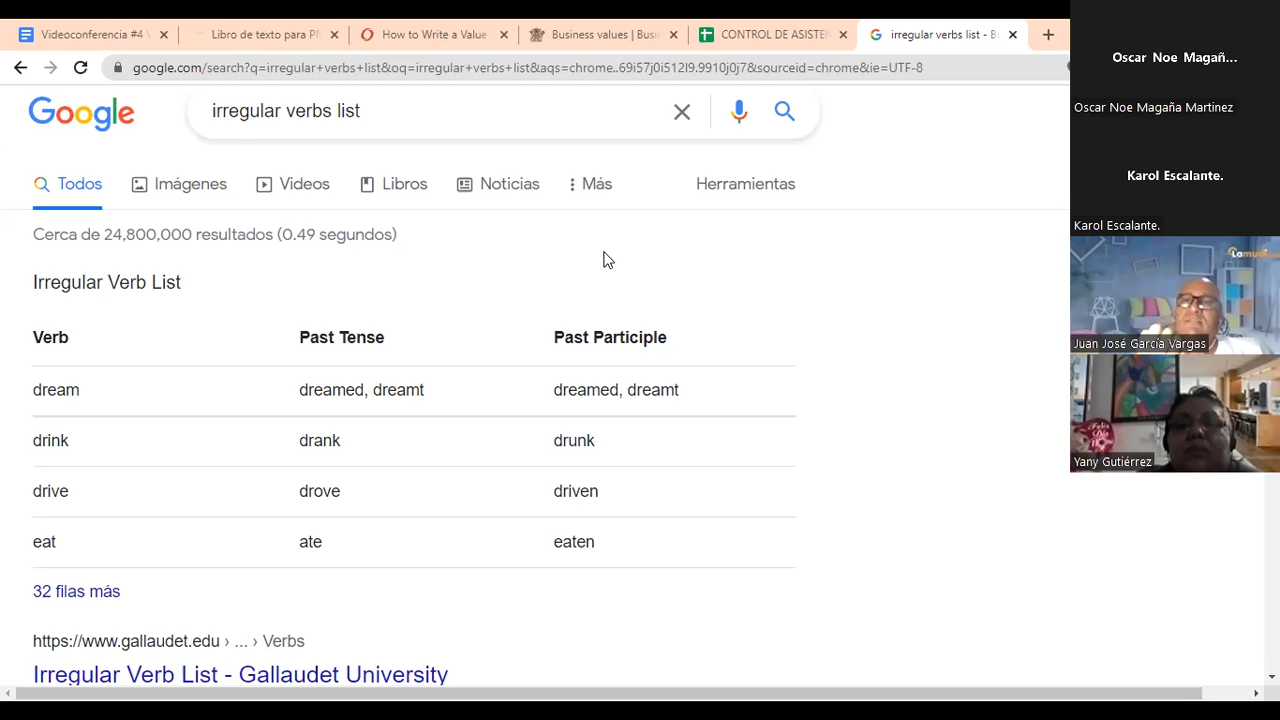 Videoconferencia #4 V
Libro de texto para PM
How to Write a Value
Business values | Busi
CONTROL DE ASISTEN
irregular verbs list - B
google.com/search?q=irregular+verbs+list&oq=irregular+verbs+list&aqs=chrome..69i57j0i512l9.9910j0j7&sourceid=chrome&ie=UTF-8
Google
irregular verbs list
Todos
Imágenes
Videos
Libros
Noticias
Más
Herramientas
Cerca de 24,800,000 resultados (0.49 segundos)
Irregular Verb List
Verb Past Tense Past Participle
dream dreamed, dreamt dreamed, dreamt
drink drank drunk
drive drove driven
eat ate eaten
32 filas más
https://www.gallaudet.edu › ... › Verbs
Irregular Verb List - Gallaudet University
Oscar Noe Magañ...
Oscar Noe Magaña Martinez
Karol Escalante.
Karol Escalante.
Lamudi
Juan José García Vargas
Yany Gutiérrez